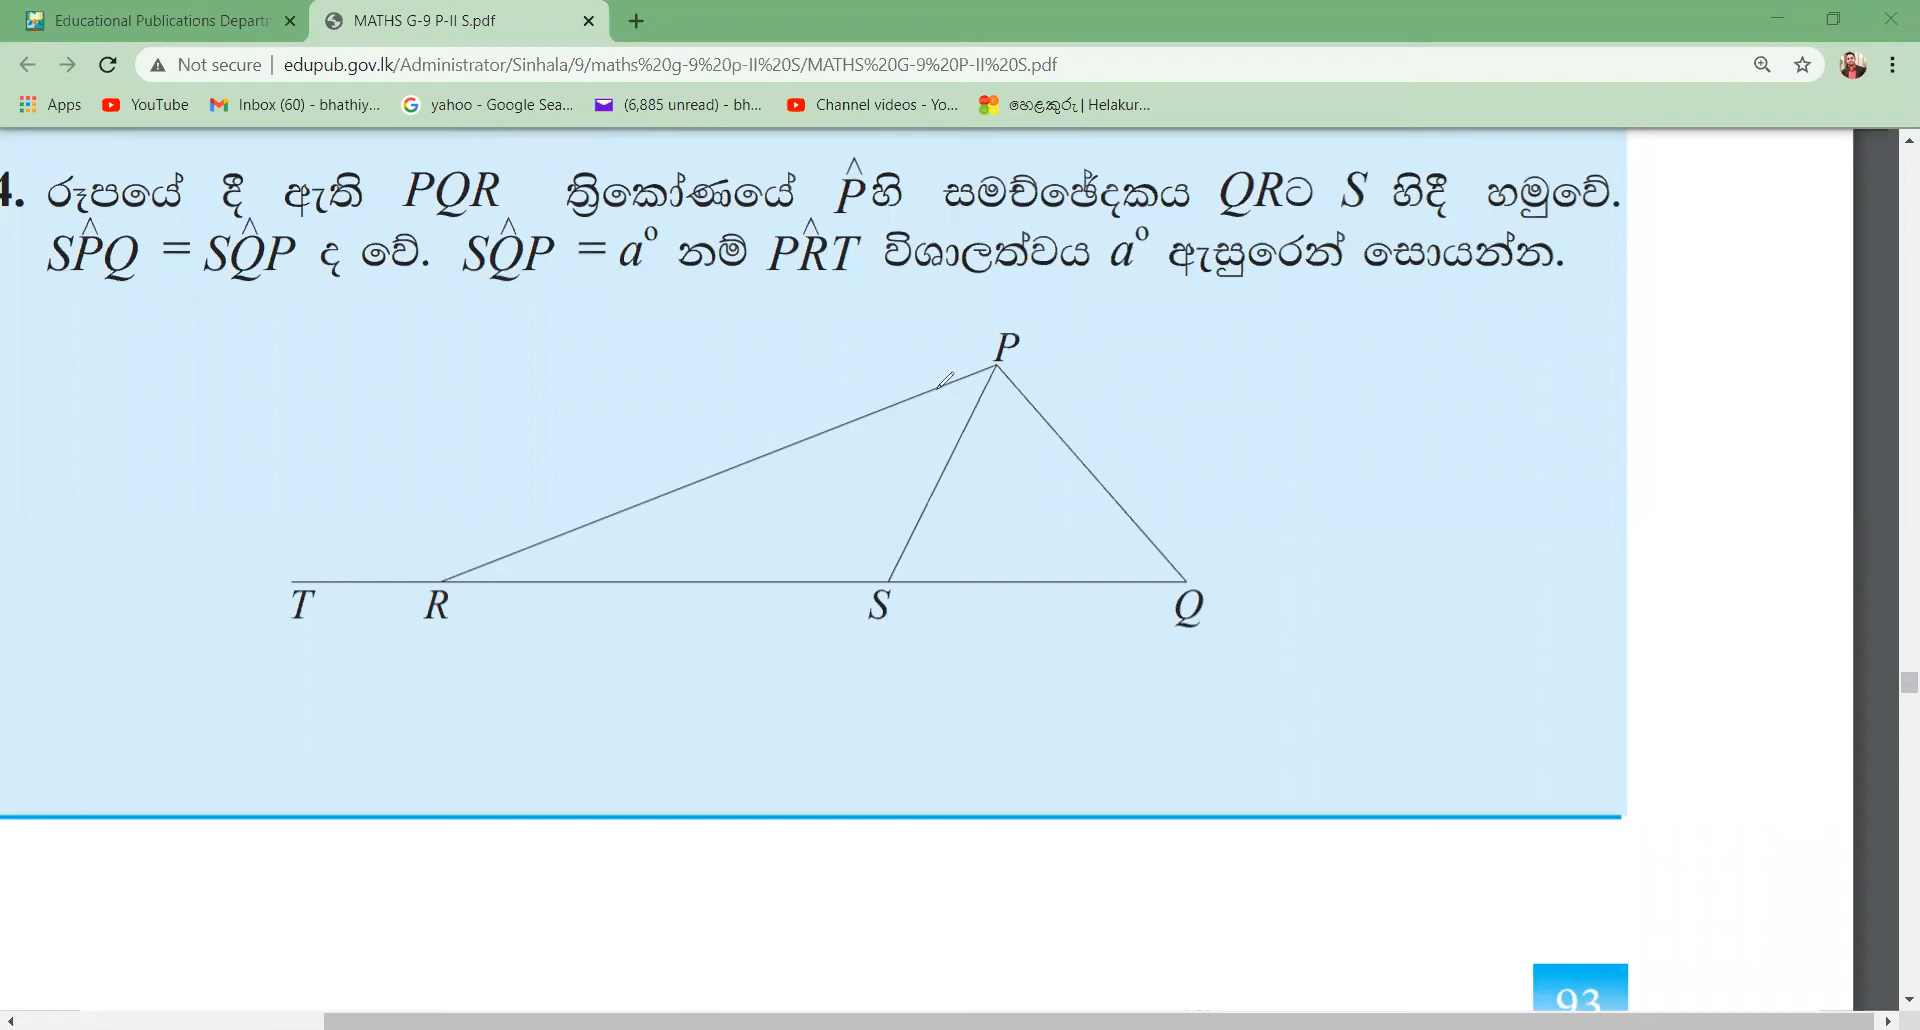 Educational Publications Departm
MATHS G-9 P-II S.pdf
Not secure | edupub.gov.lk/Administrator/Sinhala/9/maths%20g-9%20p-II%20S/MATHS%20G-9%20P-II%20S.pdf
Apps YouTube Inbox (60) - bhathiy... yahoo - Google Sea... (6,885 unread) - bh... Channel videos - Yo... හෙළකුරු | Helakur...
4. රූපයේ දී ඇති PQR ත්‍රිකෝණයේ P̂ හි සමච්ඡේදකය QRට S හිදී හමුවේ.
SP̂Q = SQ̂P ද වේ. SQ̂P = a° නම් PR̂T විශාලත්වය a° ඇසුරෙන් සොයන්න.
P
T R S Q
93